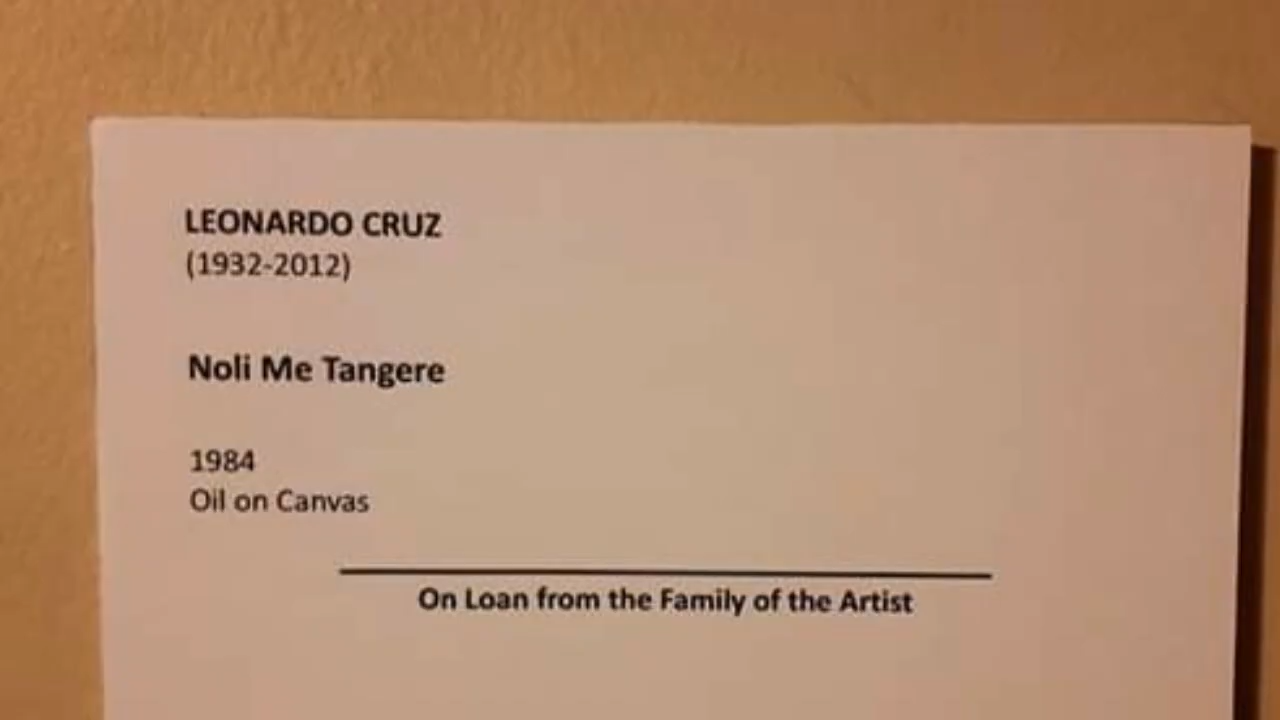 LEONARDO CRUZ
(1932-2012)
Noli Me Tangere
1984
Oil on Canvas
On Loan from the Family of the Artist